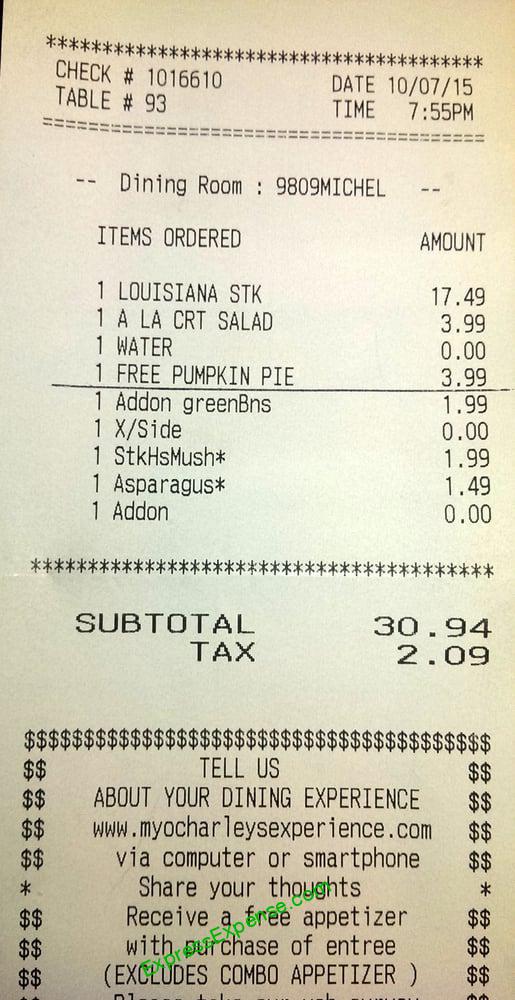 ****************************************
CHECK # 1016610 DATE 10/07/15
TABLE # 93 TIME 7:55PM
========================================
-- Dining Room : 9809MICHEL --
ITEMS ORDERED AMOUNT
1 LOUISIANA STK 17.49
1 A LA CRT SALAD 3.99
1 WATER 0.00
1 FREE PUMPKIN PIE 3.99
1 Addon greenBns 1.99
1 X/Side 0.00
1 StkHsMush* 1.99
1 Asparagus* 1.49
1 Addon 0.00
****************************************
SUBTOTAL 30.94
TAX 2.09
$$$$$$$$$$$$$$$$$$$$$$$$$$$$$$$$$$$$$$$$
$$ TELL US $$
$$ ABOUT YOUR DINING EXPERIENCE $$
$$ www.myocharleysexperience.com $$
$$ via computer or smartphone $$
* Share your thoughts *
$$ Receive a free appetizer $$
$$ with purchase of entree $$
$$ (EXCLUDES COMBO APPETIZER ) $$
ExpressExpense.com